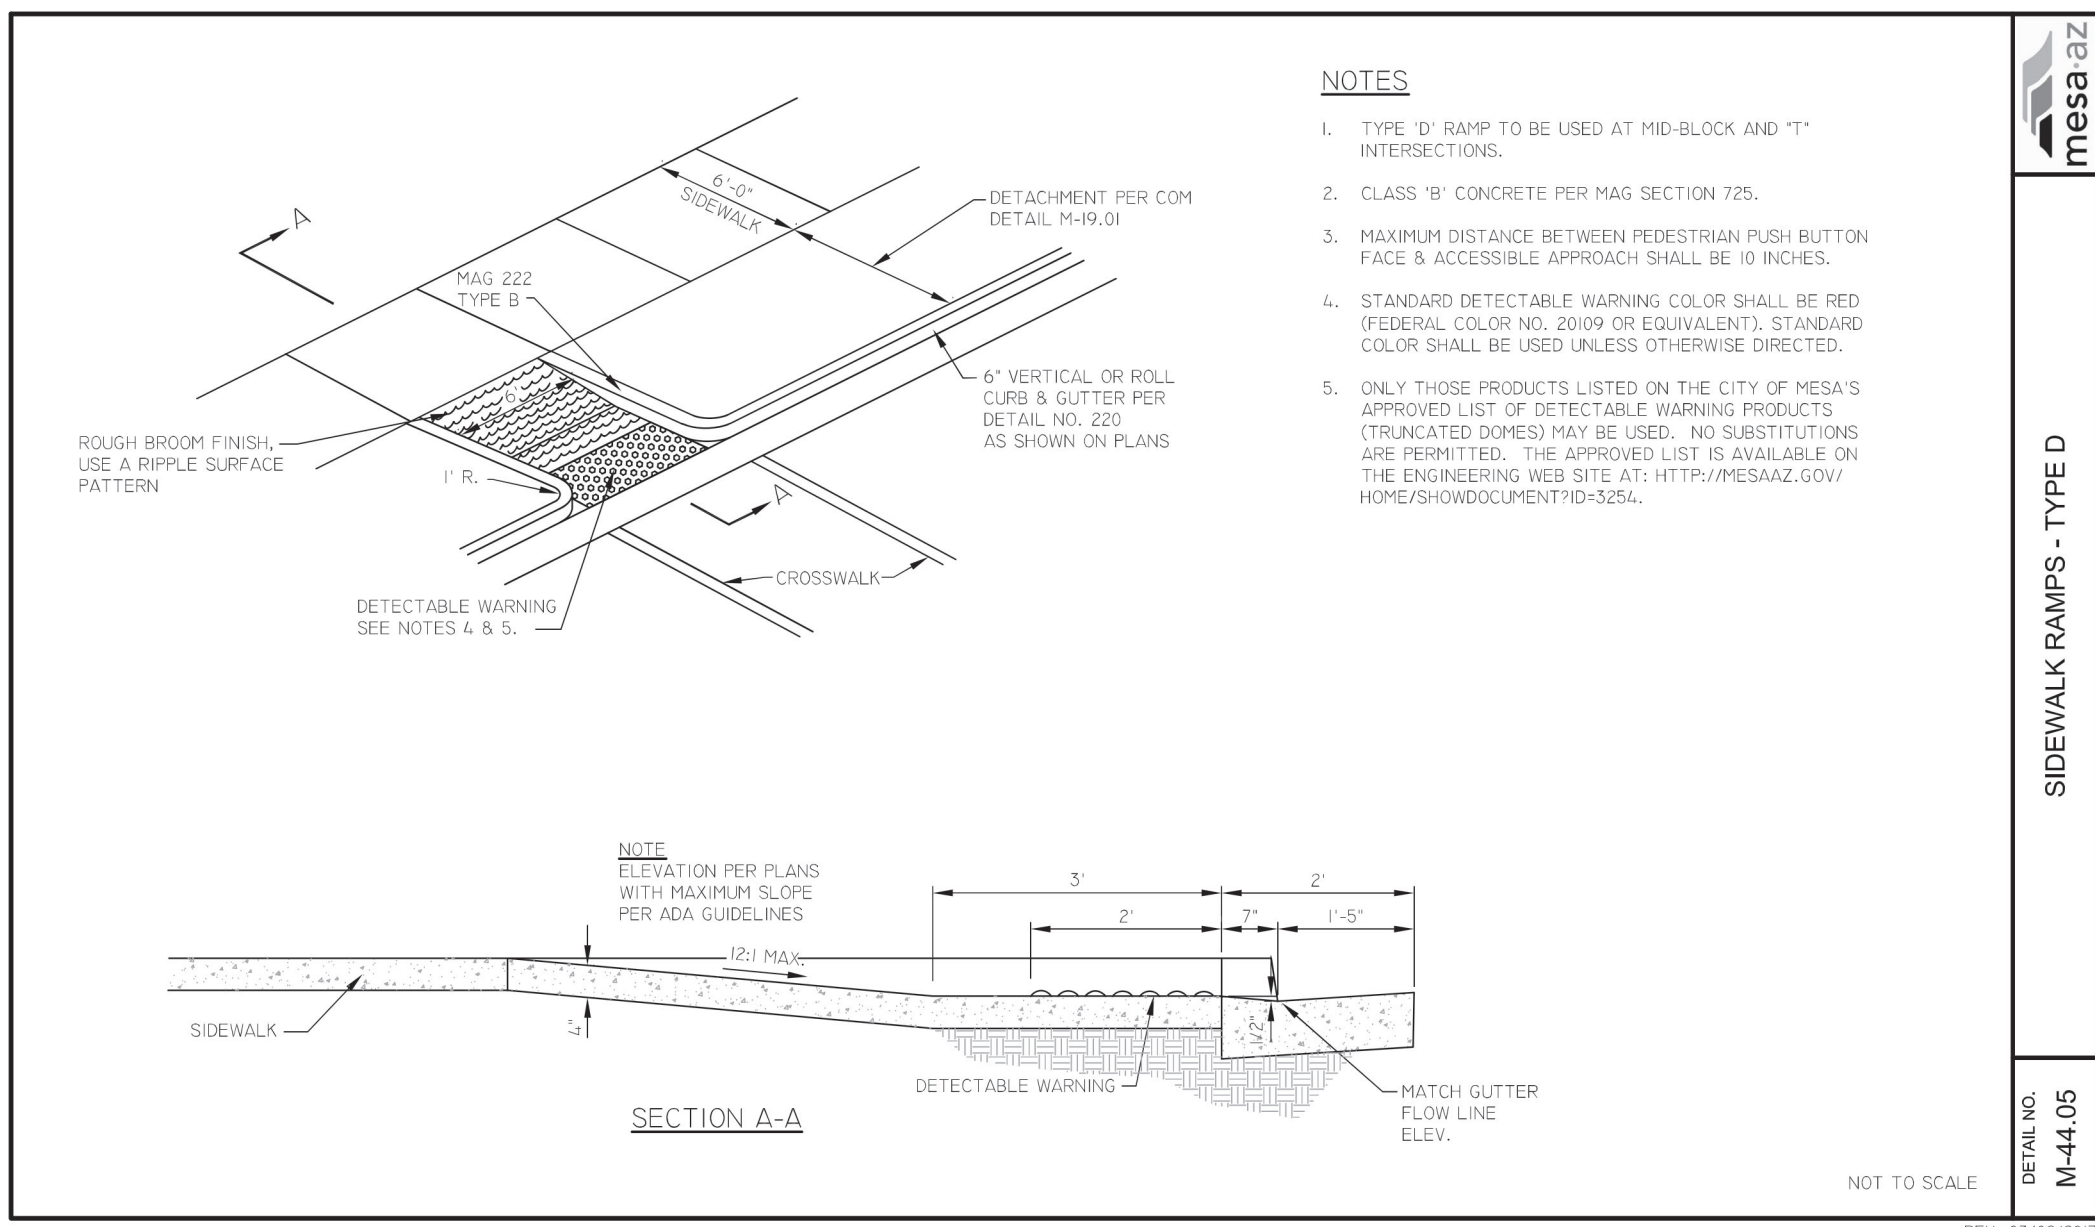 A
6'-0"
SIDEWALK
DETACHMENT PER COM
DETAIL M-19.01
MAG 222
TYPE B
6'
6" VERTICAL OR ROLL
CURB & GUTTER PER
DETAIL NO. 220
AS SHOWN ON PLANS
ROUGH BROOM FINISH,
USE A RIPPLE SURFACE
PATTERN
1' R.
A
CROSSWALK
DETECTABLE WARNING
SEE NOTES 4 & 5.
NOTES
1. TYPE 'D' RAMP TO BE USED AT MID-BLOCK AND "T"
INTERSECTIONS.
2. CLASS 'B' CONCRETE PER MAG SECTION 725.
3. MAXIMUM DISTANCE BETWEEN PEDESTRIAN PUSH BUTTON
FACE & ACCESSIBLE APPROACH SHALL BE 10 INCHES.
4. STANDARD DETECTABLE WARNING COLOR SHALL BE RED
(FEDERAL COLOR NO. 20109 OR EQUIVALENT). STANDARD
COLOR SHALL BE USED UNLESS OTHERWISE DIRECTED.
5. ONLY THOSE PRODUCTS LISTED ON THE CITY OF MESA'S
APPROVED LIST OF DETECTABLE WARNING PRODUCTS
(TRUNCATED DOMES) MAY BE USED. NO SUBSTITUTIONS
ARE PERMITTED. THE APPROVED LIST IS AVAILABLE ON
THE ENGINEERING WEB SITE AT: HTTP://MESAAZ.GOV/
HOME/SHOWDOCUMENT?ID=3254.
NOTE
ELEVATION PER PLANS
WITH MAXIMUM SLOPE
PER ADA GUIDELINES
3'
2'
2'
7"
1'-5"
12:1 MAX.
SIDEWALK
4"
1/2"
DETECTABLE WARNING
MATCH GUTTER
FLOW LINE
ELEV.
SECTION A-A
NOT TO SCALE
mesa·az
SIDEWALK RAMPS - TYPE D
DETAIL NO.
M-44.05